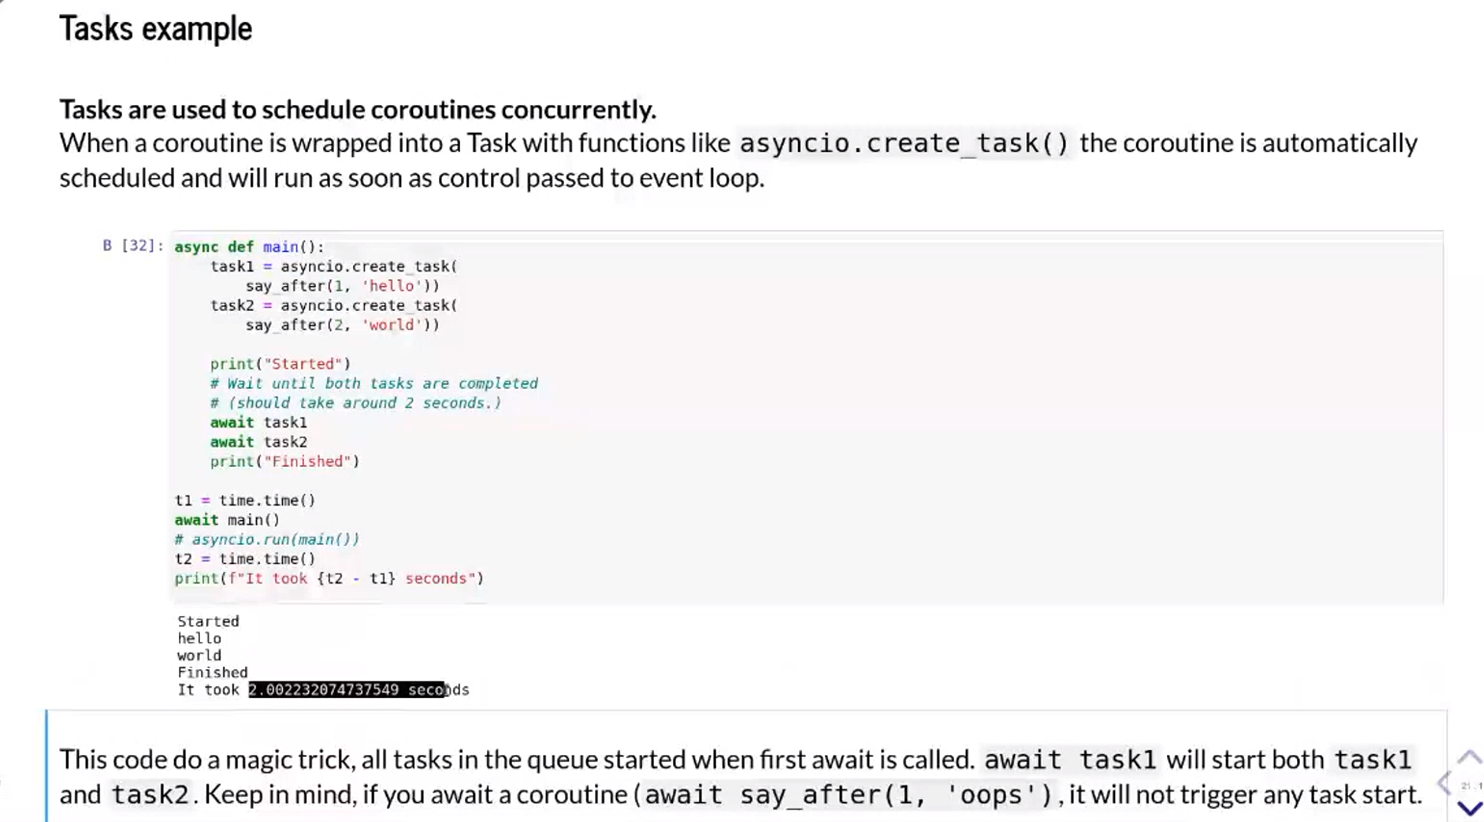 Tasks example
Tasks are used to schedule coroutines concurrently.
When a coroutine is wrapped into a Task with functions like asyncio.create_task() the coroutine is automatically
scheduled and will run as soon as control passed to event loop.
B [32]: async def main():
    task1 = asyncio.create_task(
        say_after(1, 'hello'))
    task2 = asyncio.create_task(
        say_after(2, 'world'))
    print("Started")
    # Wait until both tasks are completed
    # (should take around 2 seconds.)
    await task1
    await task2
    print("Finished")
t1 = time.time()
await main()
# asyncio.run(main())
t2 = time.time()
print(f"It took {t2 - t1} seconds")
Started
hello
world
Finished
It took 2.002232074737549 seconds
This code do a magic trick, all tasks in the queue started when first await is called. await task1 will start both task1
and task2. Keep in mind, if you await a coroutine (await say_after(1, 'oops'), it will not trigger any task start.